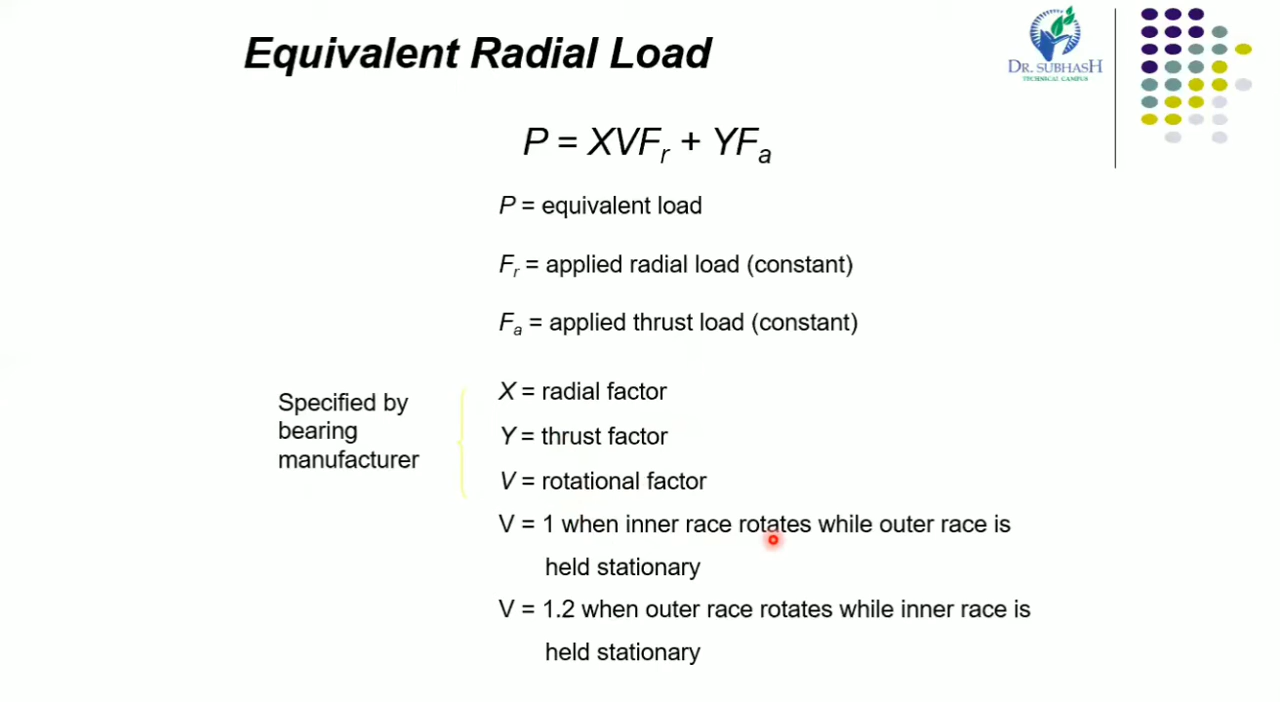 Equivalent Radial Load
DR. SUBHASH
TECHNICAL CAMPUS
P = XVFr + YFa
P = equivalent load
Fr = applied radial load (constant)
Fa = applied thrust load (constant)
Specified by
bearing
manufacturer
X = radial factor
Y = thrust factor
V = rotational factor
V = 1 when inner race rotates while outer race is
held stationary
V = 1.2 when outer race rotates while inner race is
held stationary